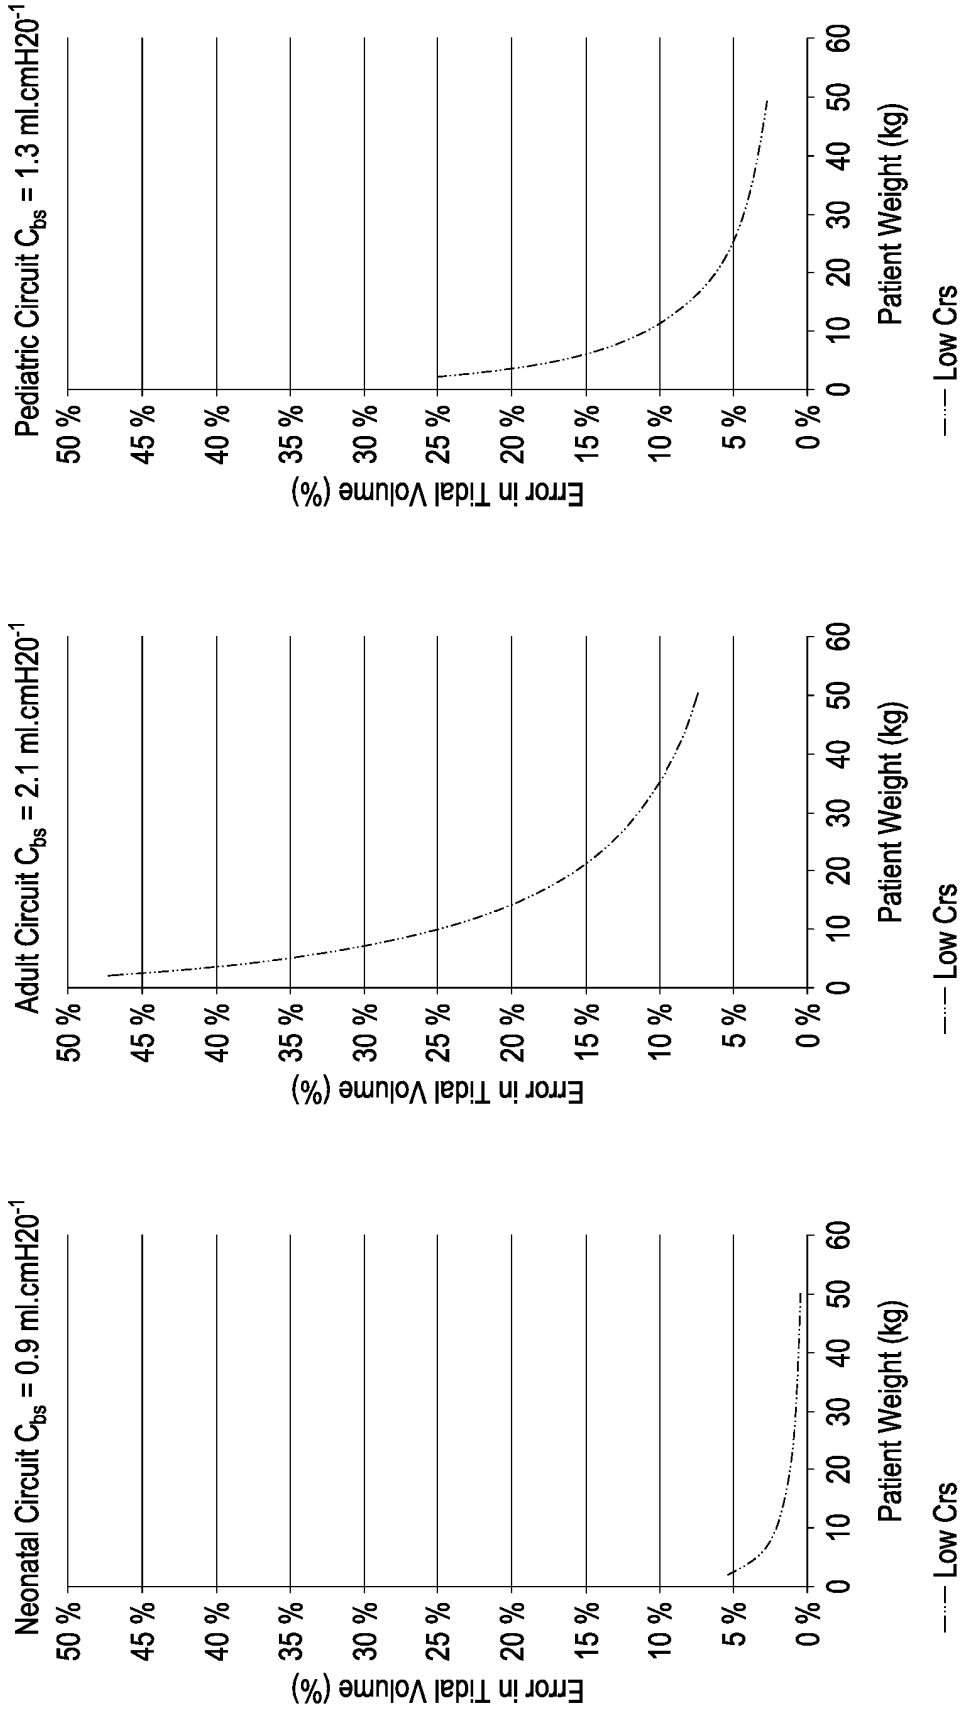 Neonatal Circuit Cbs = 0.9 ml.cmH20-1
50 %
45 %
40 %
35 %
30 %
25 %
20 %
15 %
10 %
5 %
0 %
Error in Tidal Volume (%)
0 10 20 30 40 50 60
Patient Weight (kg)
Low Crs
Adult Circuit Cbs = 2.1 ml.cmH20-1
50 %
45 %
40 %
35 %
30 %
25 %
20 %
15 %
10 %
5 %
0 %
Error in Tidal Volume (%)
0 10 20 30 40 50 60
Patient Weight (kg)
Low Crs
Pediatric Circuit Cbs = 1.3 ml.cmH20-1
50 %
45 %
40 %
35 %
30 %
25 %
20 %
15 %
10 %
5 %
0 %
Error in Tidal Volume (%)
0 10 20 30 40 50 60
Patient Weight (kg)
Low Crs